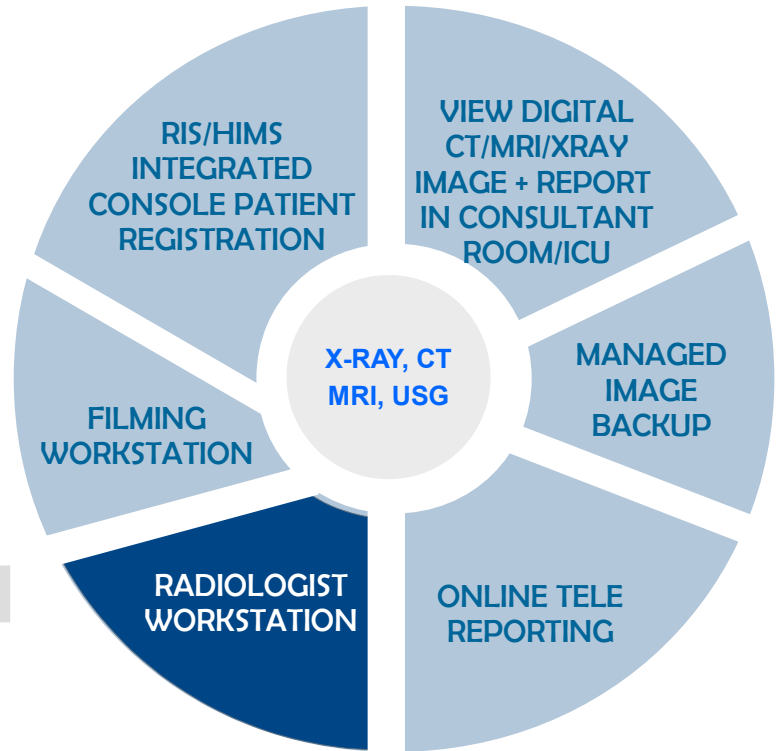 RIS/HIMS
INTEGRATED
CONSOLE PATIENT
REGISTRATION
VIEW DIGITAL
CT/MRI/XRAY
IMAGE + REPORT
IN CONSULTANT
ROOM/ICU
X-RAY, CT
MRI, USG
MANAGED
IMAGE
BACKUP
FILMING
WORKSTATION
RADIOLOGIST
WORKSTATION
ONLINE TELE
REPORTING